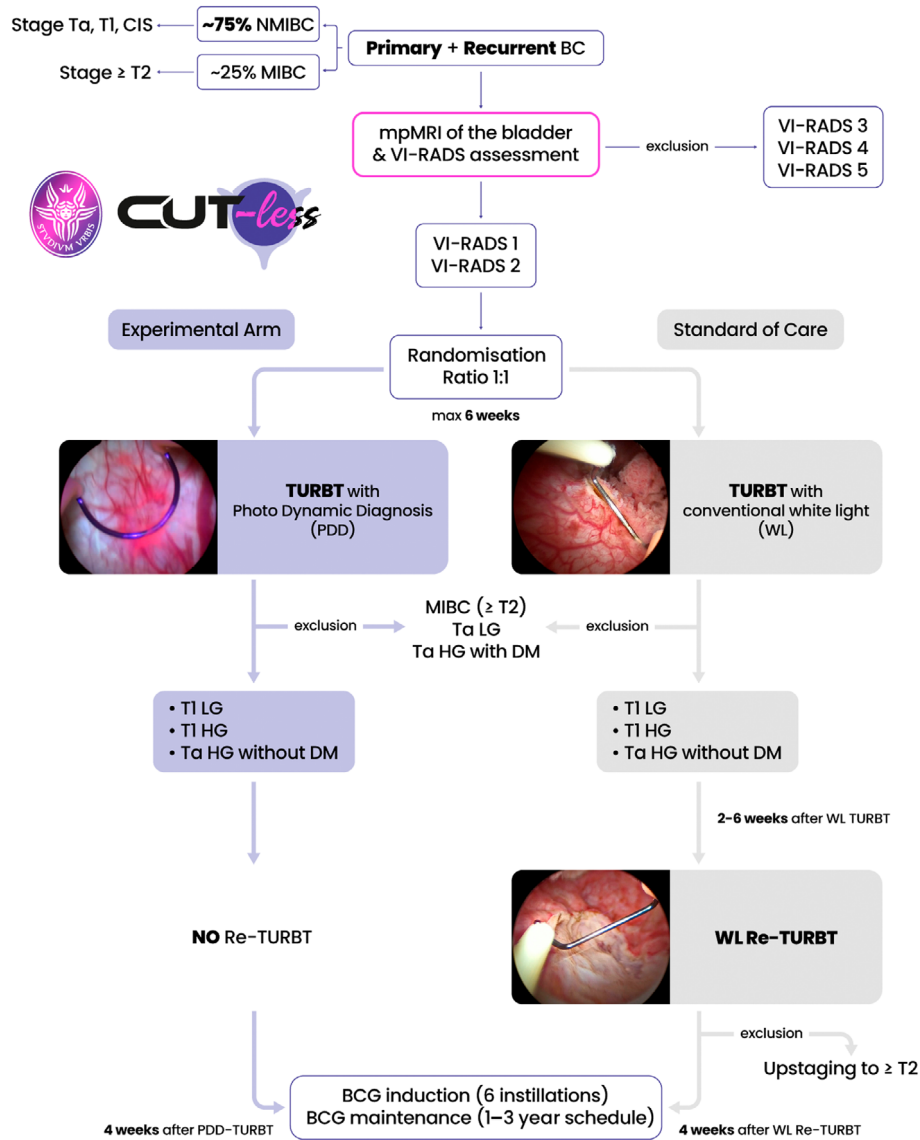 Stage Ta, T1, CIS
~75% NMIBC
Primary + Recurrent BC
Stage ≥ T2
~25% MIBC
mpMRI of the bladder
& VI-RADS assessment
exclusion
VI-RADS 3
VI-RADS 4
VI-RADS 5
STVDIVM VRBIS
CUT-less
VI-RADS 1
VI-RADS 2
Experimental Arm
Standard of Care
Randomisation
Ratio 1:1
max 6 weeks
TURBT with
Photo Dynamic Diagnosis
(PDD)
TURBT with
conventional white light
(WL)
exclusion
MIBC (≥ T2)
Ta LG
Ta HG with DM
exclusion
• T1 LG
• T1 HG
• Ta HG without DM
• T1 LG
• T1 HG
• Ta HG without DM
2-6 weeks after WL TURBT
NO Re-TURBT
WL Re-TURBT
exclusion
Upstaging to ≥ T2
BCG induction (6 instillations)
BCG maintenance (1–3 year schedule)
4 weeks after PDD-TURBT
4 weeks after WL Re-TURBT